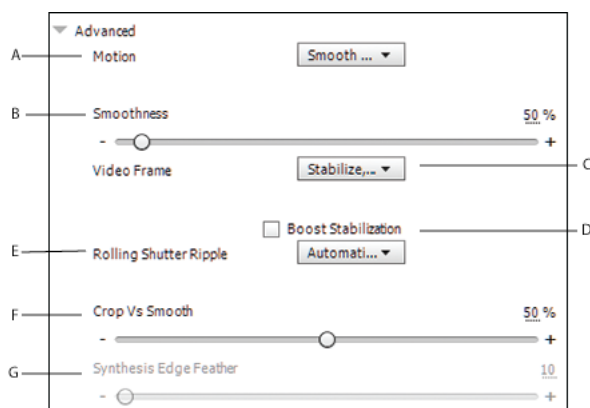 Advanced
A Motion Smooth ...
B Smoothness 50 %
- +
Video Frame Stabilize,... C
Boost Stabilization D
E Rolling Shutter Ripple Automati...
F Crop Vs Smooth 50 %
- +
G Synthesis Edge Feather 10
- +